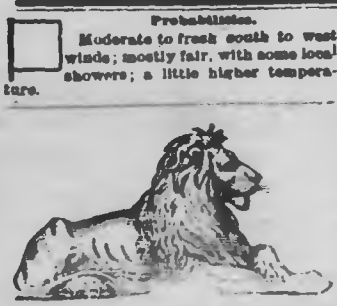 Probabilities.
Moderate to fresh south to west
winds; mostly fair, with some local
showers; a little higher tempera-
ture.